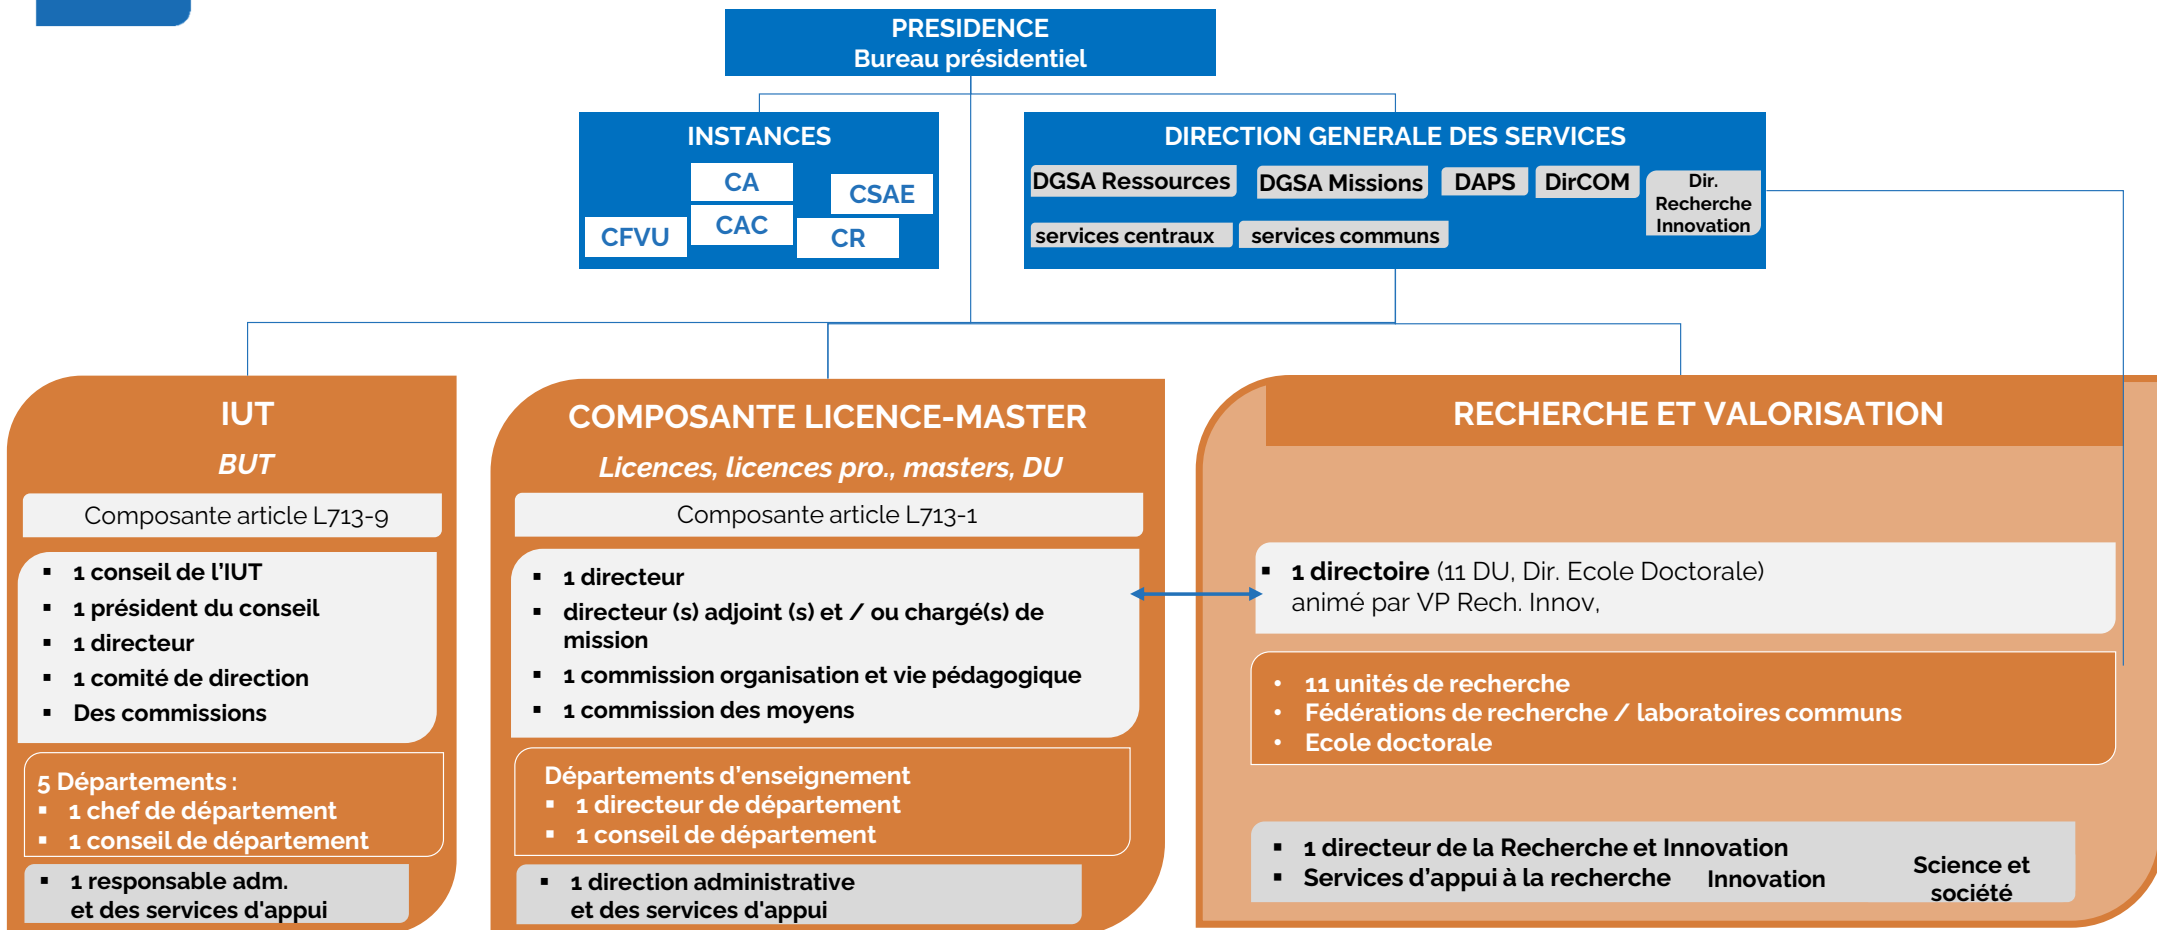 PRESIDENCE
Bureau présidentiel
INSTANCES
CA
CSAE
CFVU
CAC
CR
DIRECTION GENERALE DES SERVICES
DGSA Ressources
DGSA Missions
DAPS
DirCOM
Dir.
Recherche
Innovation
services centraux
services communs
IUT
BUT
Composante article L713-9
▪ 1 conseil de l’IUT
▪ 1 président du conseil
▪ 1 directeur
▪ 1 comité de direction
▪ Des commissions
5 Départements :
▪ 1 chef de département
▪ 1 conseil de département
▪ 1 responsable adm.
et des services d'appui
COMPOSANTE LICENCE-MASTER
Licences, licences pro., masters, DU
Composante article L713-1
▪ 1 directeur
▪ directeur (s) adjoint (s) et / ou chargé(s) de
mission
▪ 1 commission organisation et vie pédagogique
▪ 1 commission des moyens
Départements d’enseignement
▪ 1 directeur de département
▪ 1 conseil de département
▪ 1 direction administrative
et des services d'appui
RECHERCHE ET VALORISATION
▪ 1 directoire (11 DU, Dir. Ecole Doctorale)
animé par VP Rech. Innov,
• 11 unités de recherche
• Fédérations de recherche / laboratoires communs
• Ecole doctorale
▪ 1 directeur de la Recherche et Innovation
▪ Services d’appui à la recherche
Innovation
Science et
société